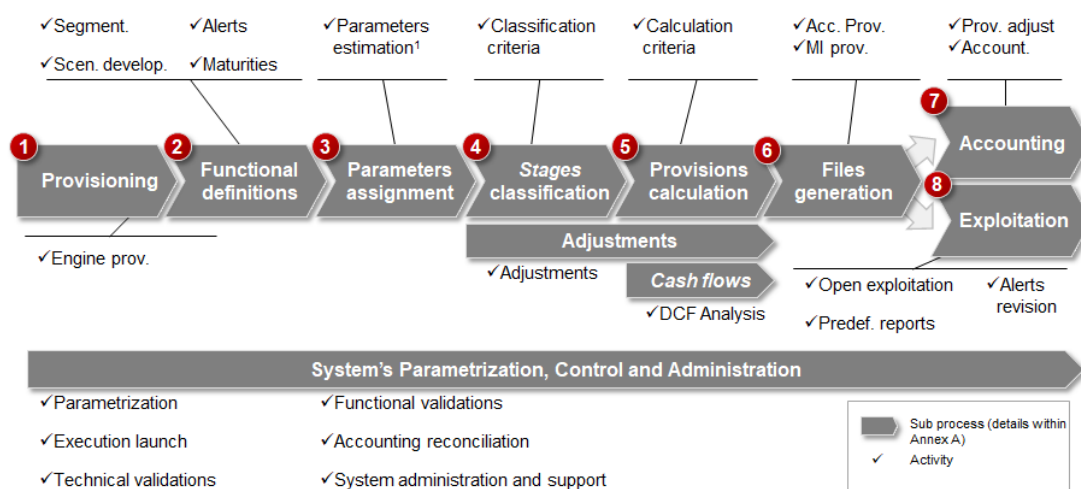 ✓Segment.
✓Alerts
✓Scen. develop.
✓Maturities
✓Parameters
estimation¹
✓Classification
criteria
✓Calculation
criteria
✓Acc. Prov.
✓MI prov.
✓Prov. adjust
✓Account.
1
Provisioning
2
Functional
definitions
3
Parameters
assignment
4
Stages
classification
5
Provisions
calculation
6
Files
generation
7
Accounting
8
Exploitation
✓Engine prov.
Adjustments
✓Adjustments
Cash flows
✓DCF Analysis
✓Open exploitation
✓Predef. reports
✓Alerts
revision
System's Parametrization, Control and Administration
✓Parametrization
✓Execution launch
✓Technical validations
✓Functional validations
✓Accounting reconciliation
✓System administration and support
Sub process (details within
Annex A)
✓ Activity